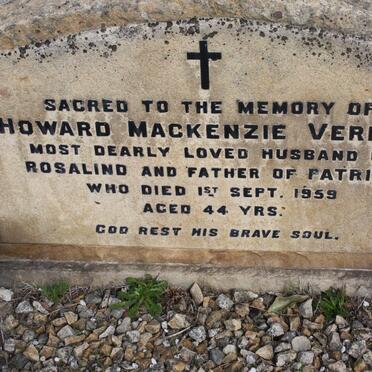 SACRED TO THE MEMORY OF
HOWARD MACKENZIE VER
MOST DEARLY LOVED HUSBAND
ROSALIND AND FATHER OF PATRI
WHO DIED 1ST SEPT. 1959
AGED 44 YRS.
GOD REST HIS BRAVE SOUL.